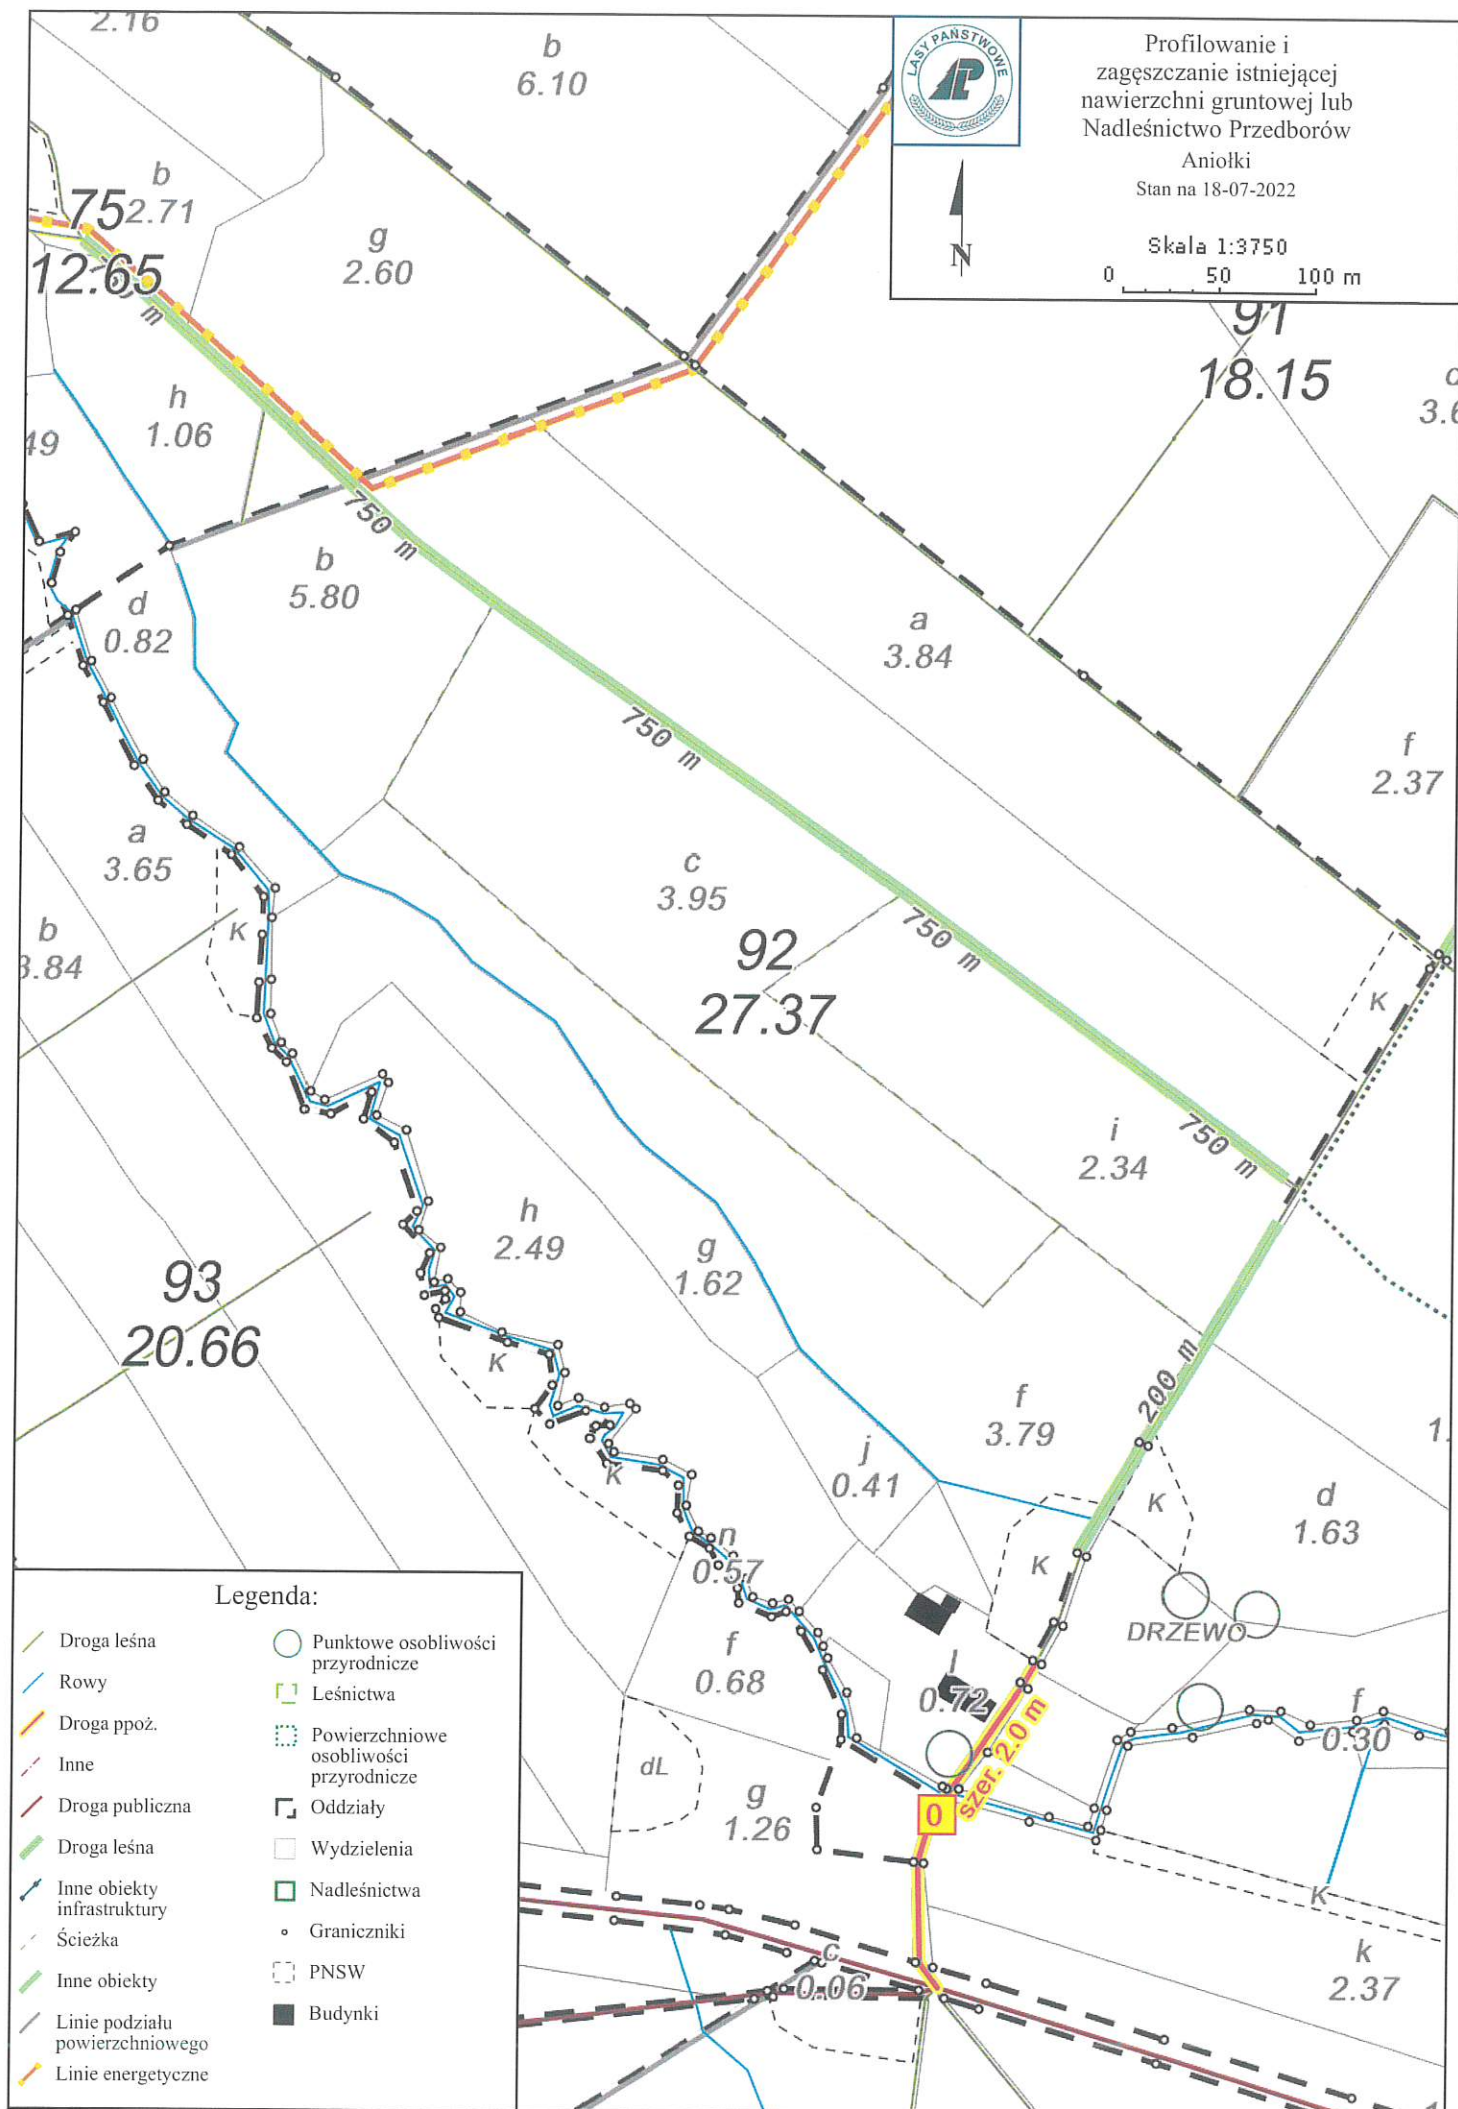 LASY PAŃSTWOWE
LP
Profilowanie i
zagęszczanie istniejącej
nawierzchni gruntowej lub
Nadleśnictwo Przedborów
Aniołki
Stan na 18-07-2022
N
Skala 1:3750
0 50 100 m
2.16
b
6.10
b
2.71
75
12.65
m
g
2.60
91
18.15
h
1.06
49
750 m
b
5.80
d
0.82
a
3.84
f
2.37
750 m
a
3.65
b
3.84
K
c
3.95
92
27.37
750 m
K
i
2.34
750 m
h
2.49
g
1.62
93
20.66
K
200 m
f
3.79
j
0.41
K
K
d
1.63
K
n
0.57
DRZEWO
f
0.68
l
0.72
szer. 2.0 m
f
0.30
dL
g
1.26
0
K
k
2.37
c
0.06
Legenda:
Droga leśna
Rowy
Droga ppoż.
Inne
Droga publiczna
Droga leśna
Inne obiekty
infrastruktury
Ścieżka
Inne obiekty
Linie podziału
powierzchniowego
Linie energetyczne
Punktowe osobliwości
przyrodnicze
Leśnictwa
Powierzchniowe
osobliwości
przyrodnicze
Oddziały
Wydzielenia
Nadleśnictwa
Graniczniki
PNSW
Budynki